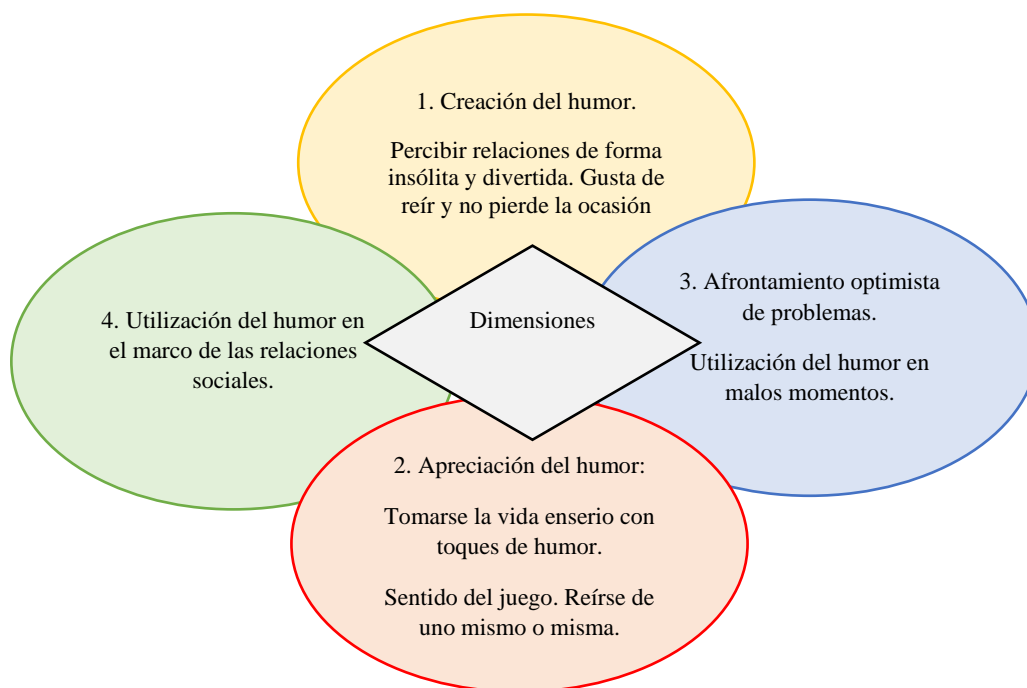 1. Creación del humor.
Percibir relaciones de forma
insólita y divertida. Gusta de
reír y no pierde la ocasión
3. Afrontamiento optimista
de problemas.
Utilización del humor en
malos momentos.
4. Utilización del humor en
el marco de las relaciones
sociales.
Dimensiones
2. Apreciación del humor:
Tomarse la vida enserio con
toques de humor.
Sentido del juego. Reírse de
uno mismo o misma.